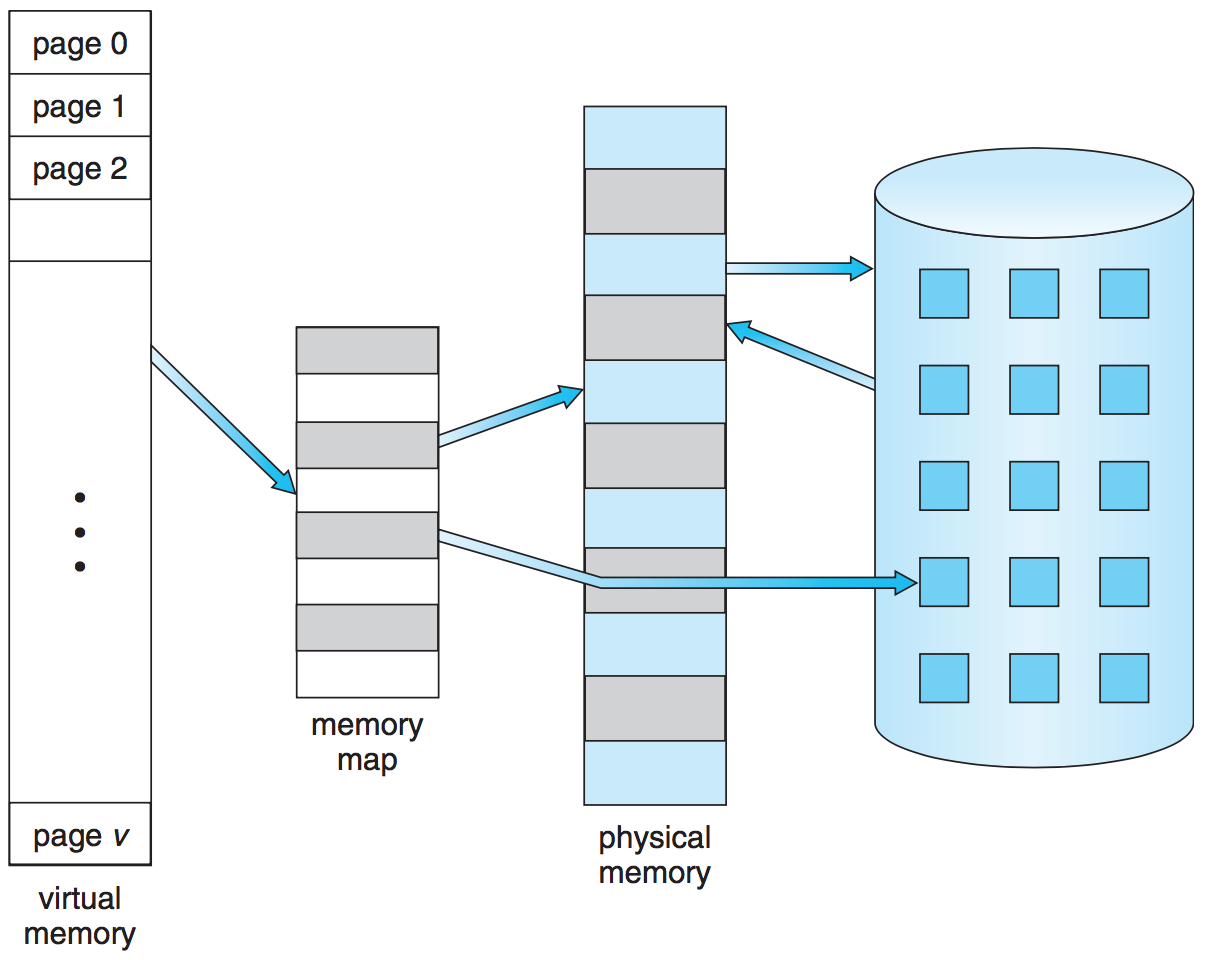 page 0
page 1
page 2
page v
virtual
memory
memory
map
physical
memory